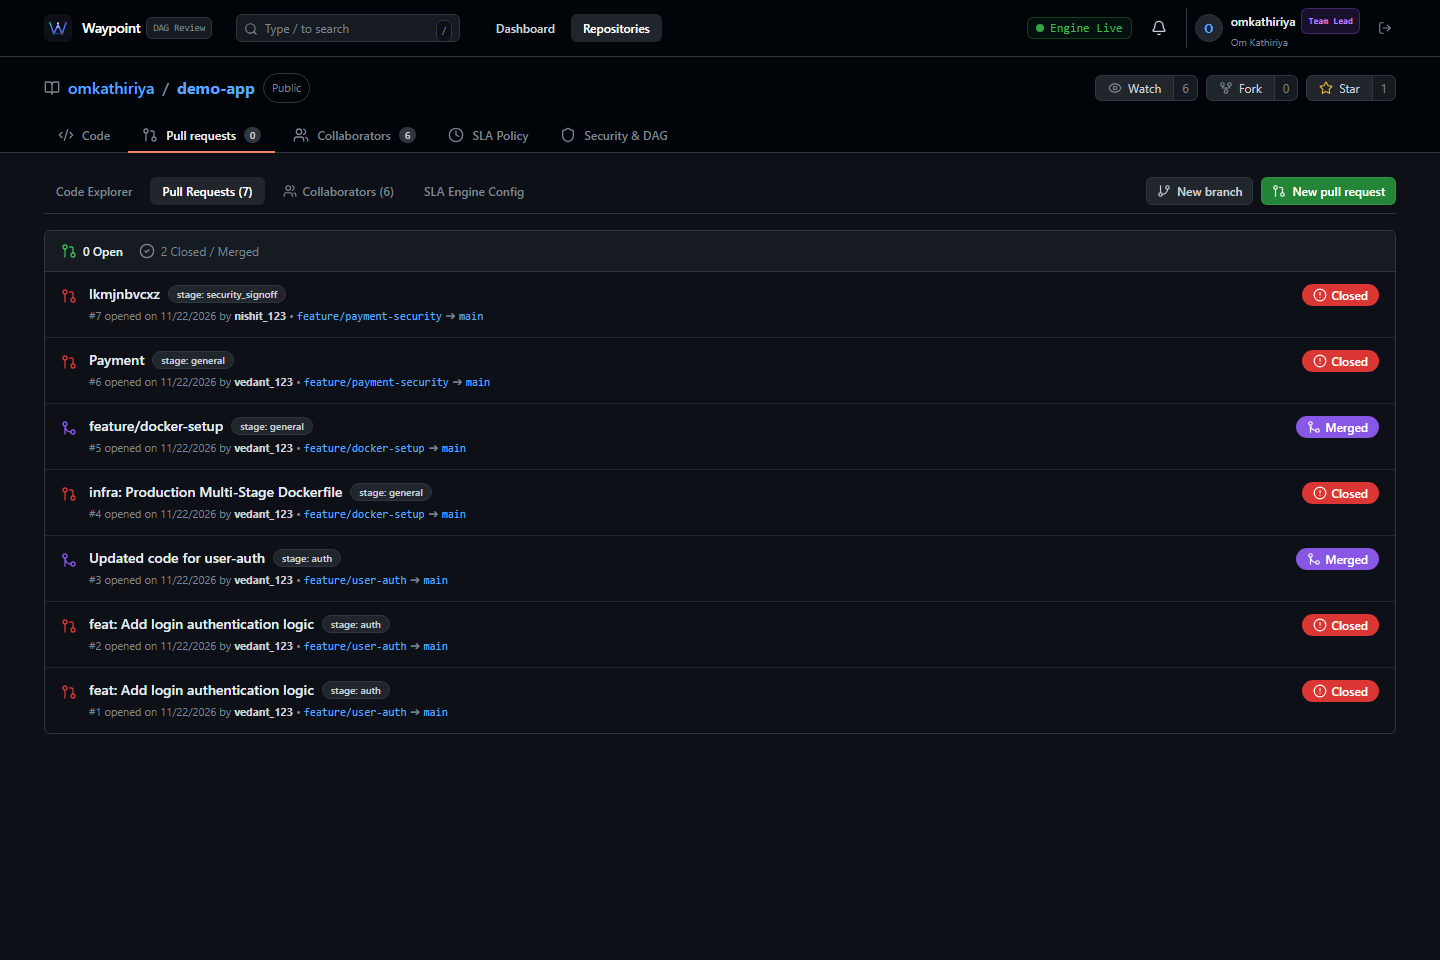 Waypoint DAG Review Type / to search / Dashboard Repositories Engine Live O omkathiriya Team Lead
Om Kathiriya
omkathiriya / demo-app Public Watch 6 Fork 0 Star 1
Code Pull requests 0 Collaborators 6 SLA Policy Security & DAG
Code Explorer Pull Requests (7) Collaborators (6) SLA Engine Config New branch New pull request
0 Open 2 Closed / Merged
lkmjnbvcxz stage: security_signoff Closed
#7 opened on 11/22/2026 by nishit_123 • feature/payment-security → main
Payment stage: general Closed
#6 opened on 11/22/2026 by vedant_123 • feature/payment-security → main
feature/docker-setup stage: general Merged
#5 opened on 11/22/2026 by vedant_123 • feature/docker-setup → main
infra: Production Multi-Stage Dockerfile stage: general Closed
#4 opened on 11/22/2026 by vedant_123 • feature/docker-setup → main
Updated code for user-auth stage: auth Merged
#3 opened on 11/22/2026 by vedant_123 • feature/user-auth → main
feat: Add login authentication logic stage: auth Closed
#2 opened on 11/22/2026 by vedant_123 • feature/user-auth → main
feat: Add login authentication logic stage: auth Closed
#1 opened on 11/22/2026 by vedant_123 • feature/user-auth → main